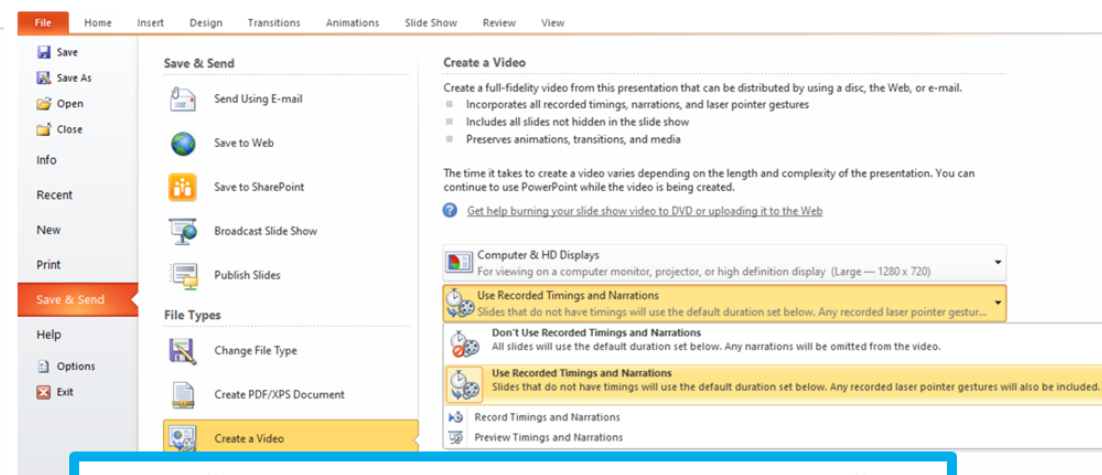 File Home Insert Design Transitions Animations Slide Show Review View
Save
Save As
Open
Close
Info
Recent
New
Print
Save & Send
Help
Options
Exit
Save & Send
Send Using E-mail
Save to Web
Save to SharePoint
Broadcast Slide Show
Publish Slides
File Types
Change File Type
Create PDF/XPS Document
Create a Video
Create a Video
Create a full-fidelity video from this presentation that can be distributed by using a disc, the Web, or e-mail.
Incorporates all recorded timings, narrations, and laser pointer gestures
Includes all slides not hidden in the slide show
Preserves animations, transitions, and media
The time it takes to create a video varies depending on the length and complexity of the presentation. You can
continue to use PowerPoint while the video is being created.
Get help burning your slide show video to DVD or uploading it to the Web
Computer & HD Displays
For viewing on a computer monitor, projector, or high definition display (Large — 1280 x 720)
Use Recorded Timings and Narrations
Slides that do not have timings will use the default duration set below. Any recorded laser pointer gestur...
Don't Use Recorded Timings and Narrations
All slides will use the default duration set below. Any narrations will be omitted from the video.
Use Recorded Timings and Narrations
Slides that do not have timings will use the default duration set below. Any recorded laser pointer gestures will also be included.
Record Timings and Narrations
Preview Timings and Narrations